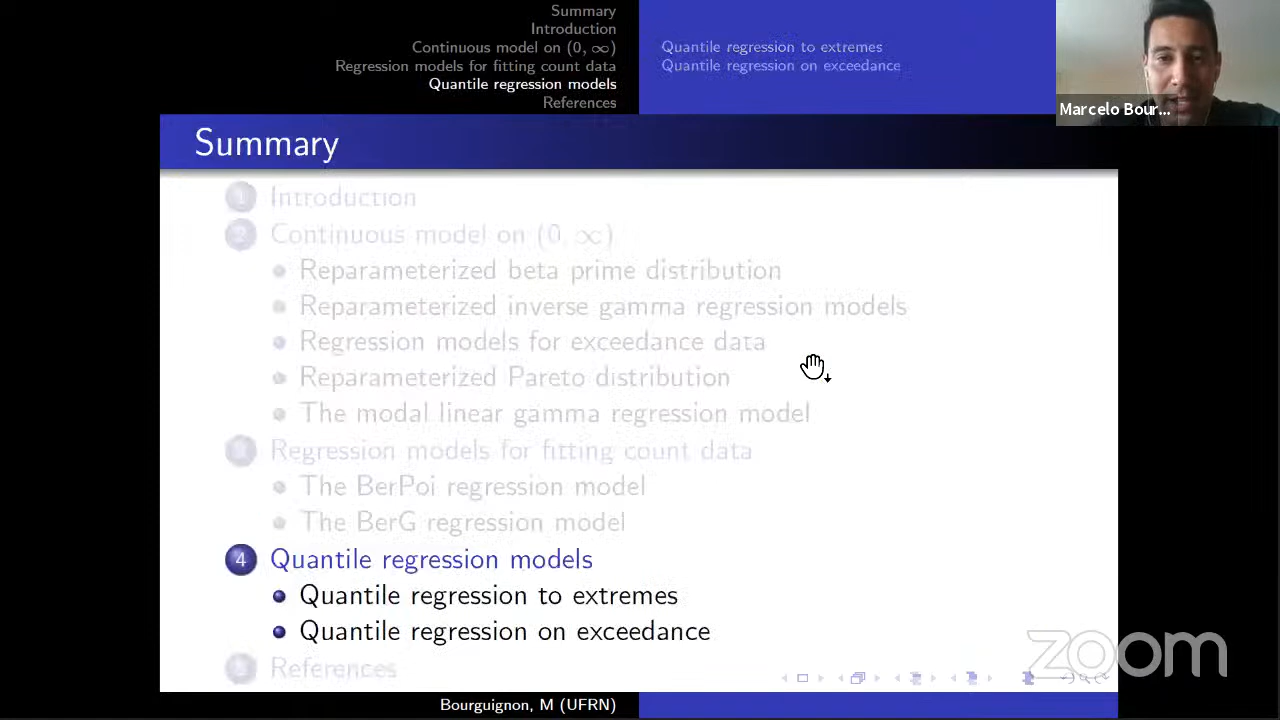 Summary
Introduction
Continuous model on (0, ∞)
Regression models for fitting count data
Quantile regression models
References
Quantile regression to extremes
Quantile regression on exceedance
Marcelo Bour...
Summary
1 Introduction
2 Continuous model on (0, ∞)
Reparameterized beta prime distribution
Reparameterized inverse gamma regression models
Regression models for exceedance data
Reparameterized Pareto distribution
The modal linear gamma regression model
3 Regression models for fitting count data
The BerPoi regression model
The BerG regression model
4 Quantile regression models
Quantile regression to extremes
Quantile regression on exceedance
5 References
zoom
Bourguignon, M (UFRN)